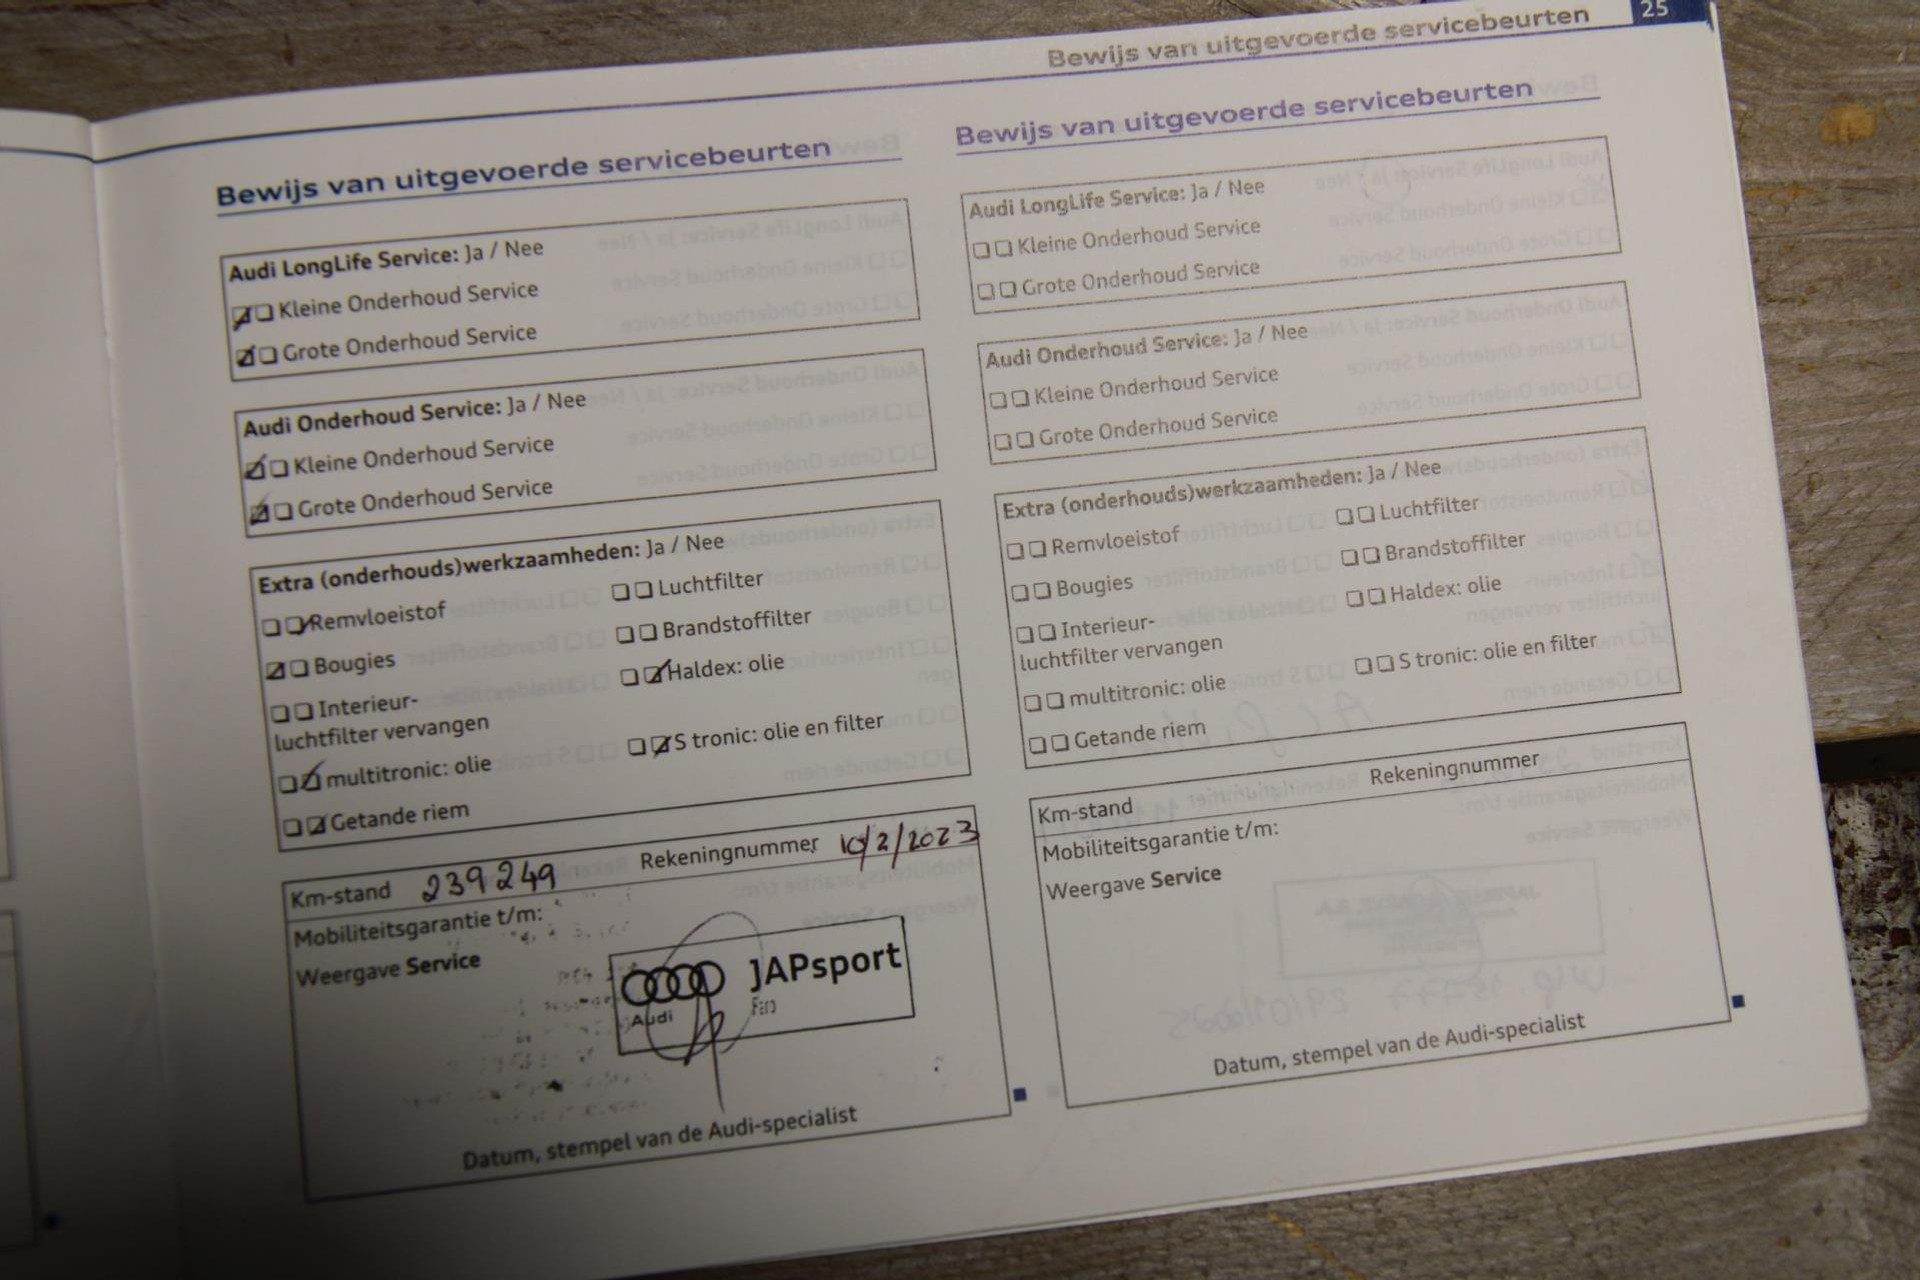 Bewijs van uitgevoerde servicebeurten 25
Bewijs van uitgevoerde servicebeurten
Audi LongLife Service: Ja / Nee
Kleine Onderhoud Service
Grote Onderhoud Service
Audi Onderhoud Service: Ja / Nee
Kleine Onderhoud Service
Grote Onderhoud Service
Extra (onderhouds)werkzaamheden: Ja / Nee
Remvloeistof
Luchtfilter
Bougies
Brandstoffilter
Interieur-
luchtfilter vervangen
Haldex: olie
multitronic: olie
S tronic: olie en filter
Getande riem
Km-stand 239 249
Rekeningnummer 10/2/2023
Mobiliteitsgarantie t/m:
Weergave Service
Audi
JAPsport
Datum, stempel van de Audi-specialist
Bewijs van uitgevoerde servicebeurten
Audi LongLife Service: Ja / Nee
Kleine Onderhoud Service
Grote Onderhoud Service
Audi Onderhoud Service: Ja / Nee
Kleine Onderhoud Service
Grote Onderhoud Service
Extra (onderhouds)werkzaamheden: Ja / Nee
Remvloeistof
Luchtfilter
Bougies
Brandstoffilter
Interieur-
luchtfilter vervangen
Haldex: olie
multitronic: olie
S tronic: olie en filter
Getande riem
Km-stand
Rekeningnummer
Mobiliteitsgarantie t/m:
Weergave Service
Datum, stempel van de Audi-specialist